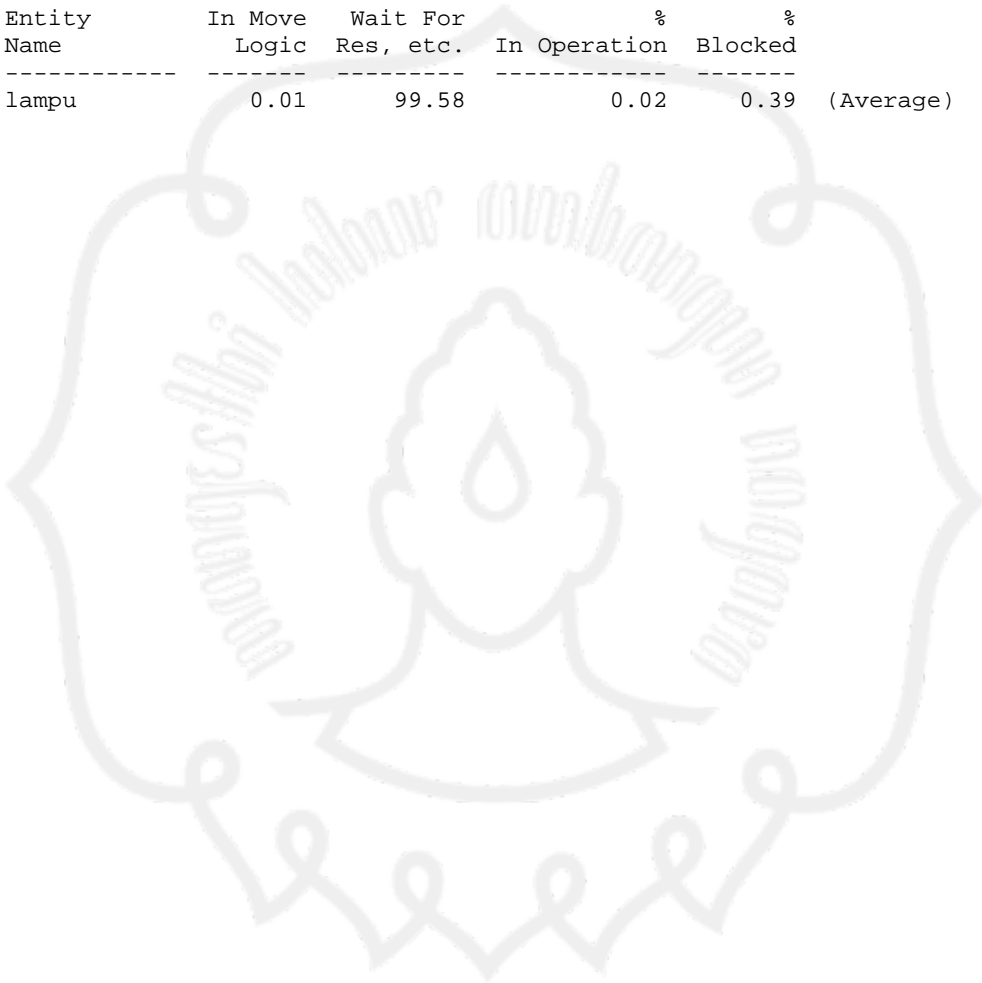 Entity        In Move   Wait For            %        %
Name            Logic  Res, etc.  In Operation  Blocked
------------  -------  ---------  ------------  -------
lampu            0.01      99.58          0.02     0.39  (Average)